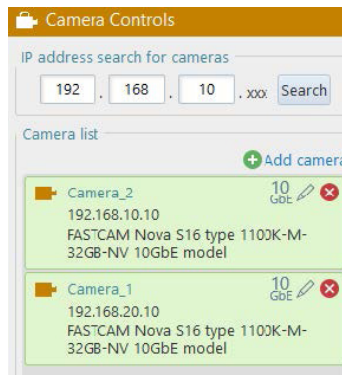 Camera Controls
IP address search for cameras
192 . 168 . 10 . xxx Search
Camera list
Add camera
Camera_2 10 GbE
192.168.10.10
FASTCAM Nova S16 type 1100K-M-
32GB-NV 10GbE model
Camera_1 10 GbE
192.168.20.10
FASTCAM Nova S16 type 1100K-M-
32GB-NV 10GbE model